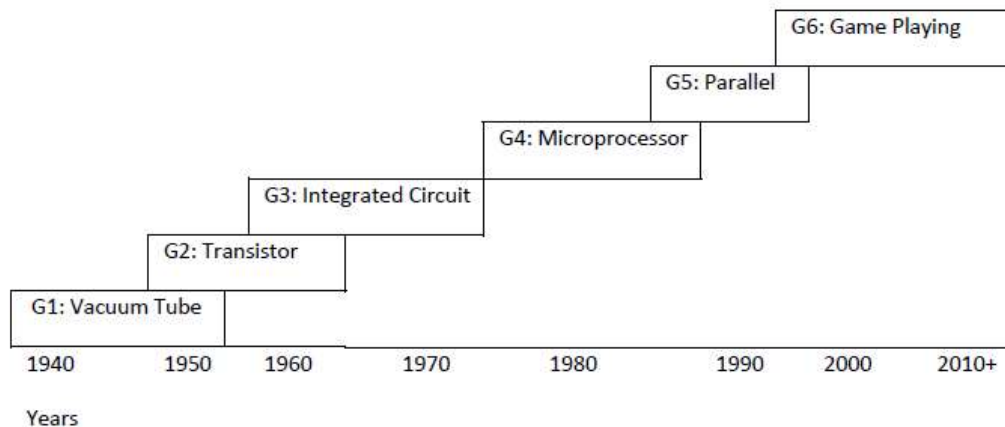 G6: Game Playing
G5: Parallel
G4: Microprocessor
G3: Integrated Circuit
G2: Transistor
G1: Vacuum Tube
1940 1950 1960 1970 1980 1990 2000 2010+
Years